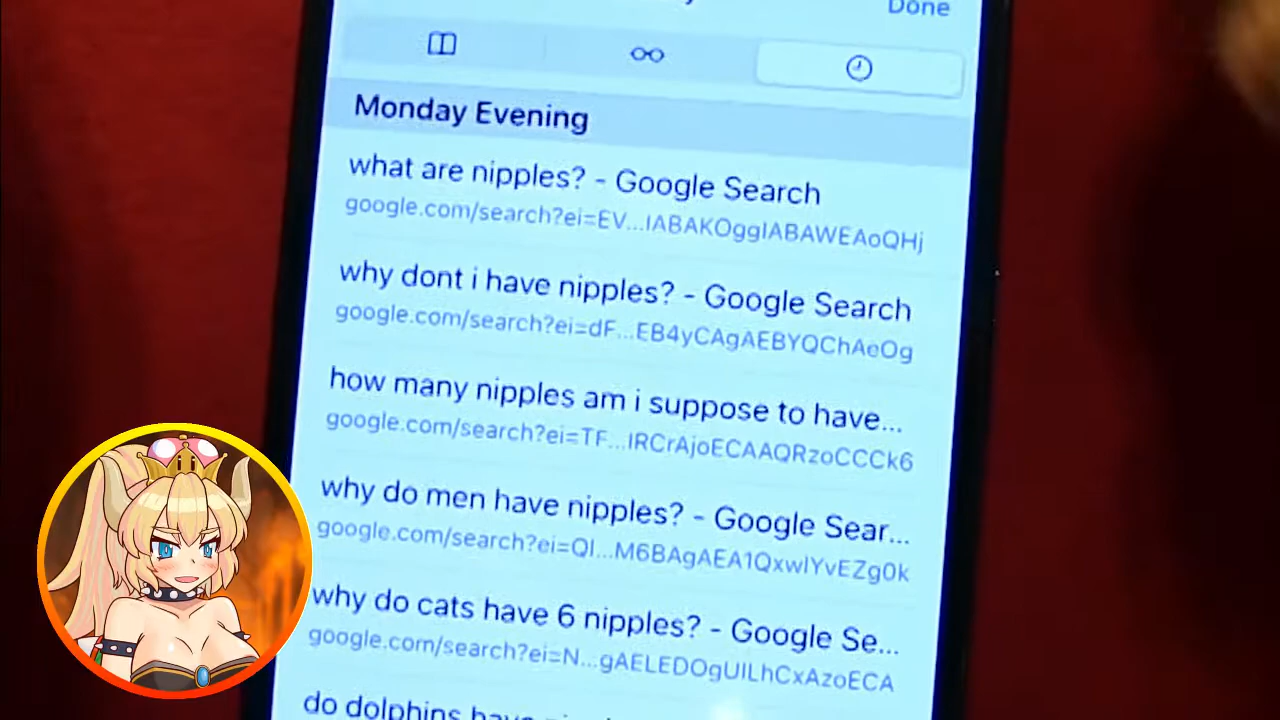 Done
Monday Evening
what are nipples? - Google Search
google.com/search?ei=EV...IABAKOggIABAWEAoQHj
why dont i have nipples? - Google Search
google.com/search?ei=dF...EB4yCAgAEBYQChAeOg
how many nipples am i suppose to have...
google.com/search?ei=TF...IRCrAjoECAAQRzoCCCk6
why do men have nipples? - Google Sear...
google.com/search?ei=QI...M6BAgAEA1QxwlYvEZg0k
why do cats have 6 nipples? - Google Se...
google.com/search?ei=N...gAELEDOgUILhCxAzoECA
do dolphins have